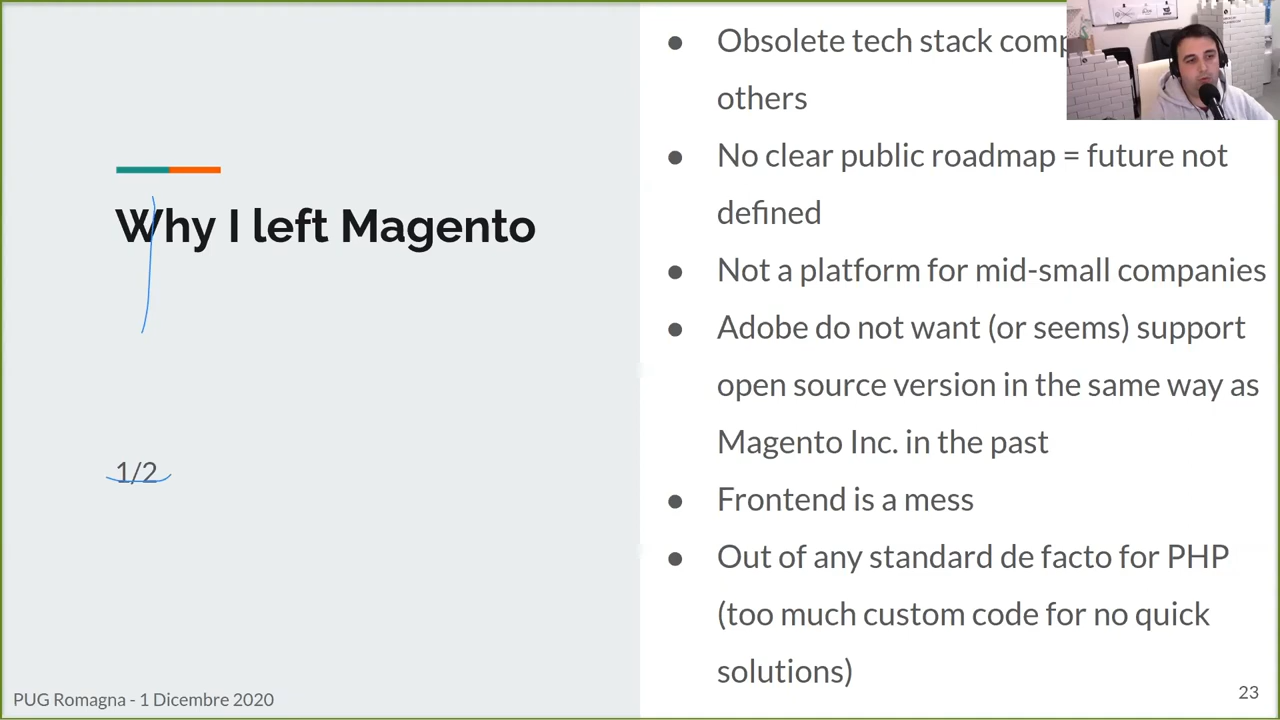 Why I left Magento
1/2
Obsolete tech stack
others
No clear public roadmap = future not
defined
Not a platform for mid-small companies
Adobe do not want (or seems) support
open source version in the same way as
Magento Inc. in the past
Frontend is a mess
Out of any standard de facto for PHP
(too much custom code for no quick
solutions)
PUG Romagna - 1 Dicembre 2020
23